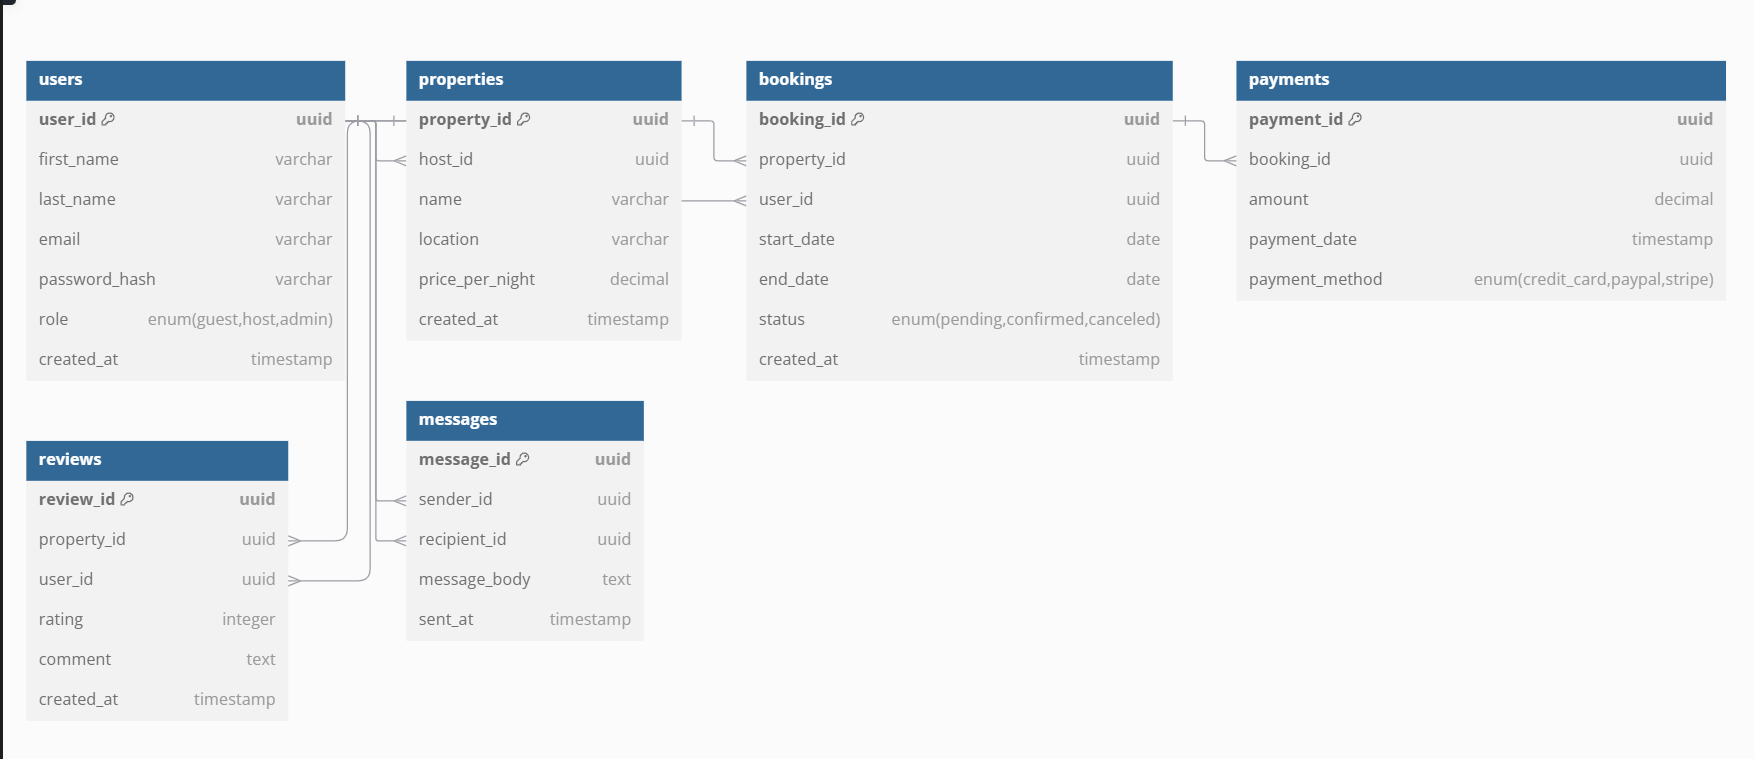 users
user_id uuid
first_name varchar
last_name varchar
email varchar
password_hash varchar
role enum(guest,host,admin)
created_at timestamp
properties
property_id uuid
host_id uuid
name varchar
location varchar
price_per_night decimal
created_at timestamp
bookings
booking_id uuid
property_id uuid
user_id uuid
start_date date
end_date date
status enum(pending,confirmed,canceled)
created_at timestamp
payments
payment_id uuid
booking_id uuid
amount decimal
payment_date timestamp
payment_method enum(credit_card,paypal,stripe)
reviews
review_id uuid
property_id uuid
user_id uuid
rating integer
comment text
created_at timestamp
messages
message_id uuid
sender_id uuid
recipient_id uuid
message_body text
sent_at timestamp